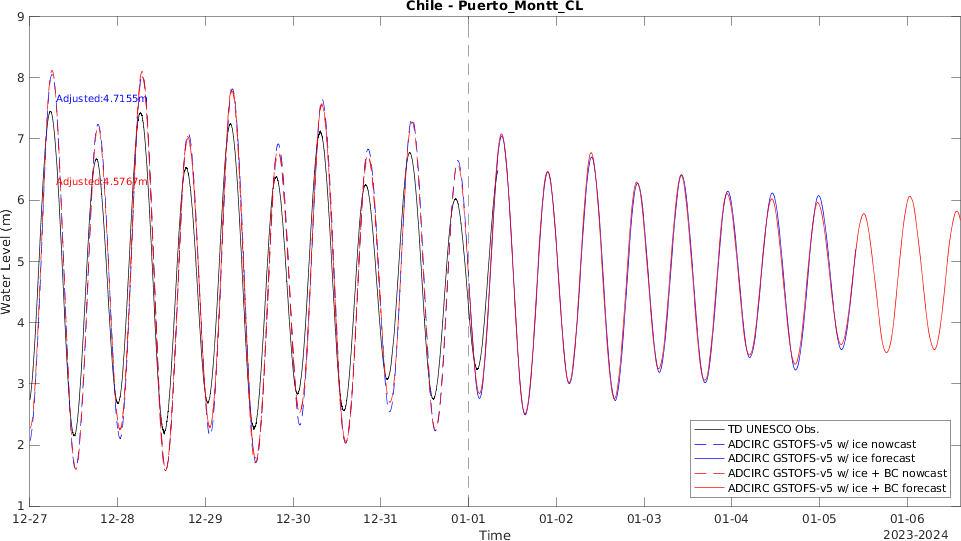 Chile - Puerto_Montt_CL
9
8
7
6
5
4
3
2
1
Water Level (m)
Adjusted:4.7155m
Adjusted:4.5767m
TD UNESCO Obs.
ADCIRC GSTOFS-v5 w/ ice nowcast
ADCIRC GSTOFS-v5 w/ ice forecast
ADCIRC GSTOFS-v5 w/ ice + BC nowcast
ADCIRC GSTOFS-v5 w/ ice + BC forecast
12-27 12-28 12-29 12-30 12-31 01-01 01-02 01-03 01-04 01-05 01-06
Time
2023-2024